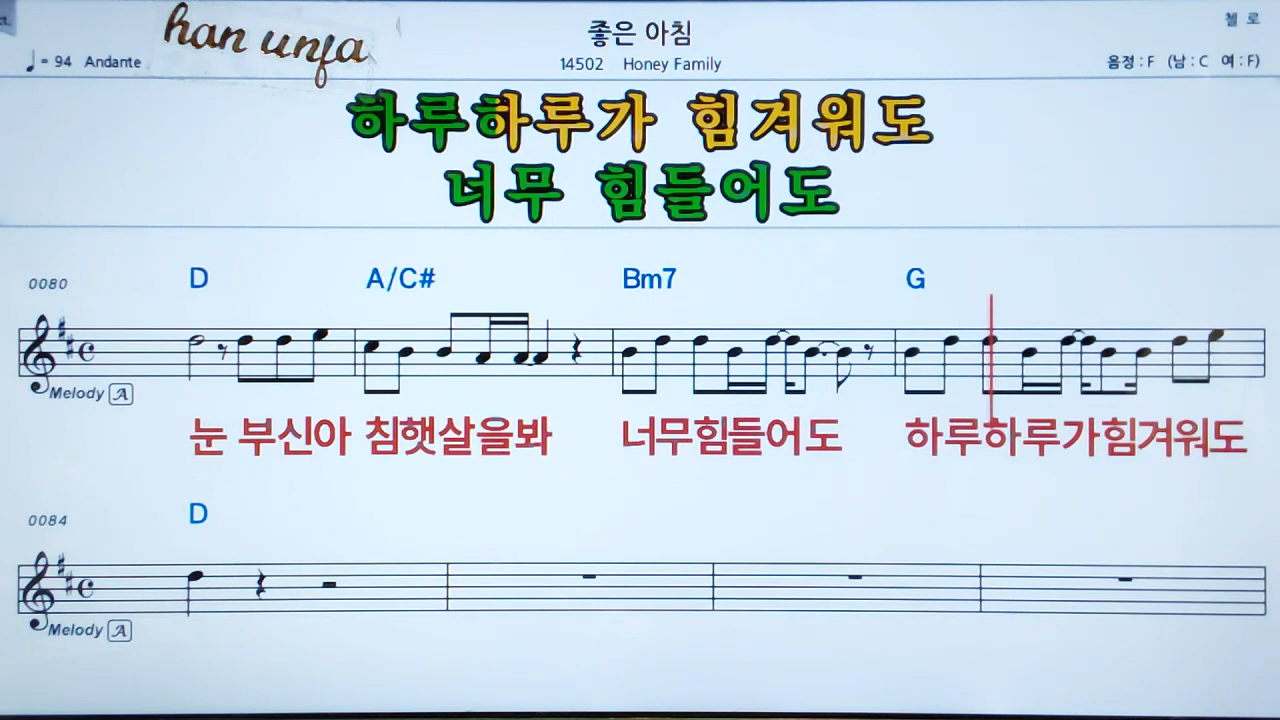 ct.
han unja
좋은 아침
첼 로
♩= 94 Andante
14502 Honey Family
음정 : F (남 : C 여 : F)
하루하루가 힘겨워도
너무 힘들어도
0080 D A/C# Bm7 G
Melody A
눈 부신아 침햇살을봐 너무힘들어도 하루하루가힘겨워도
0084 D
Melody A